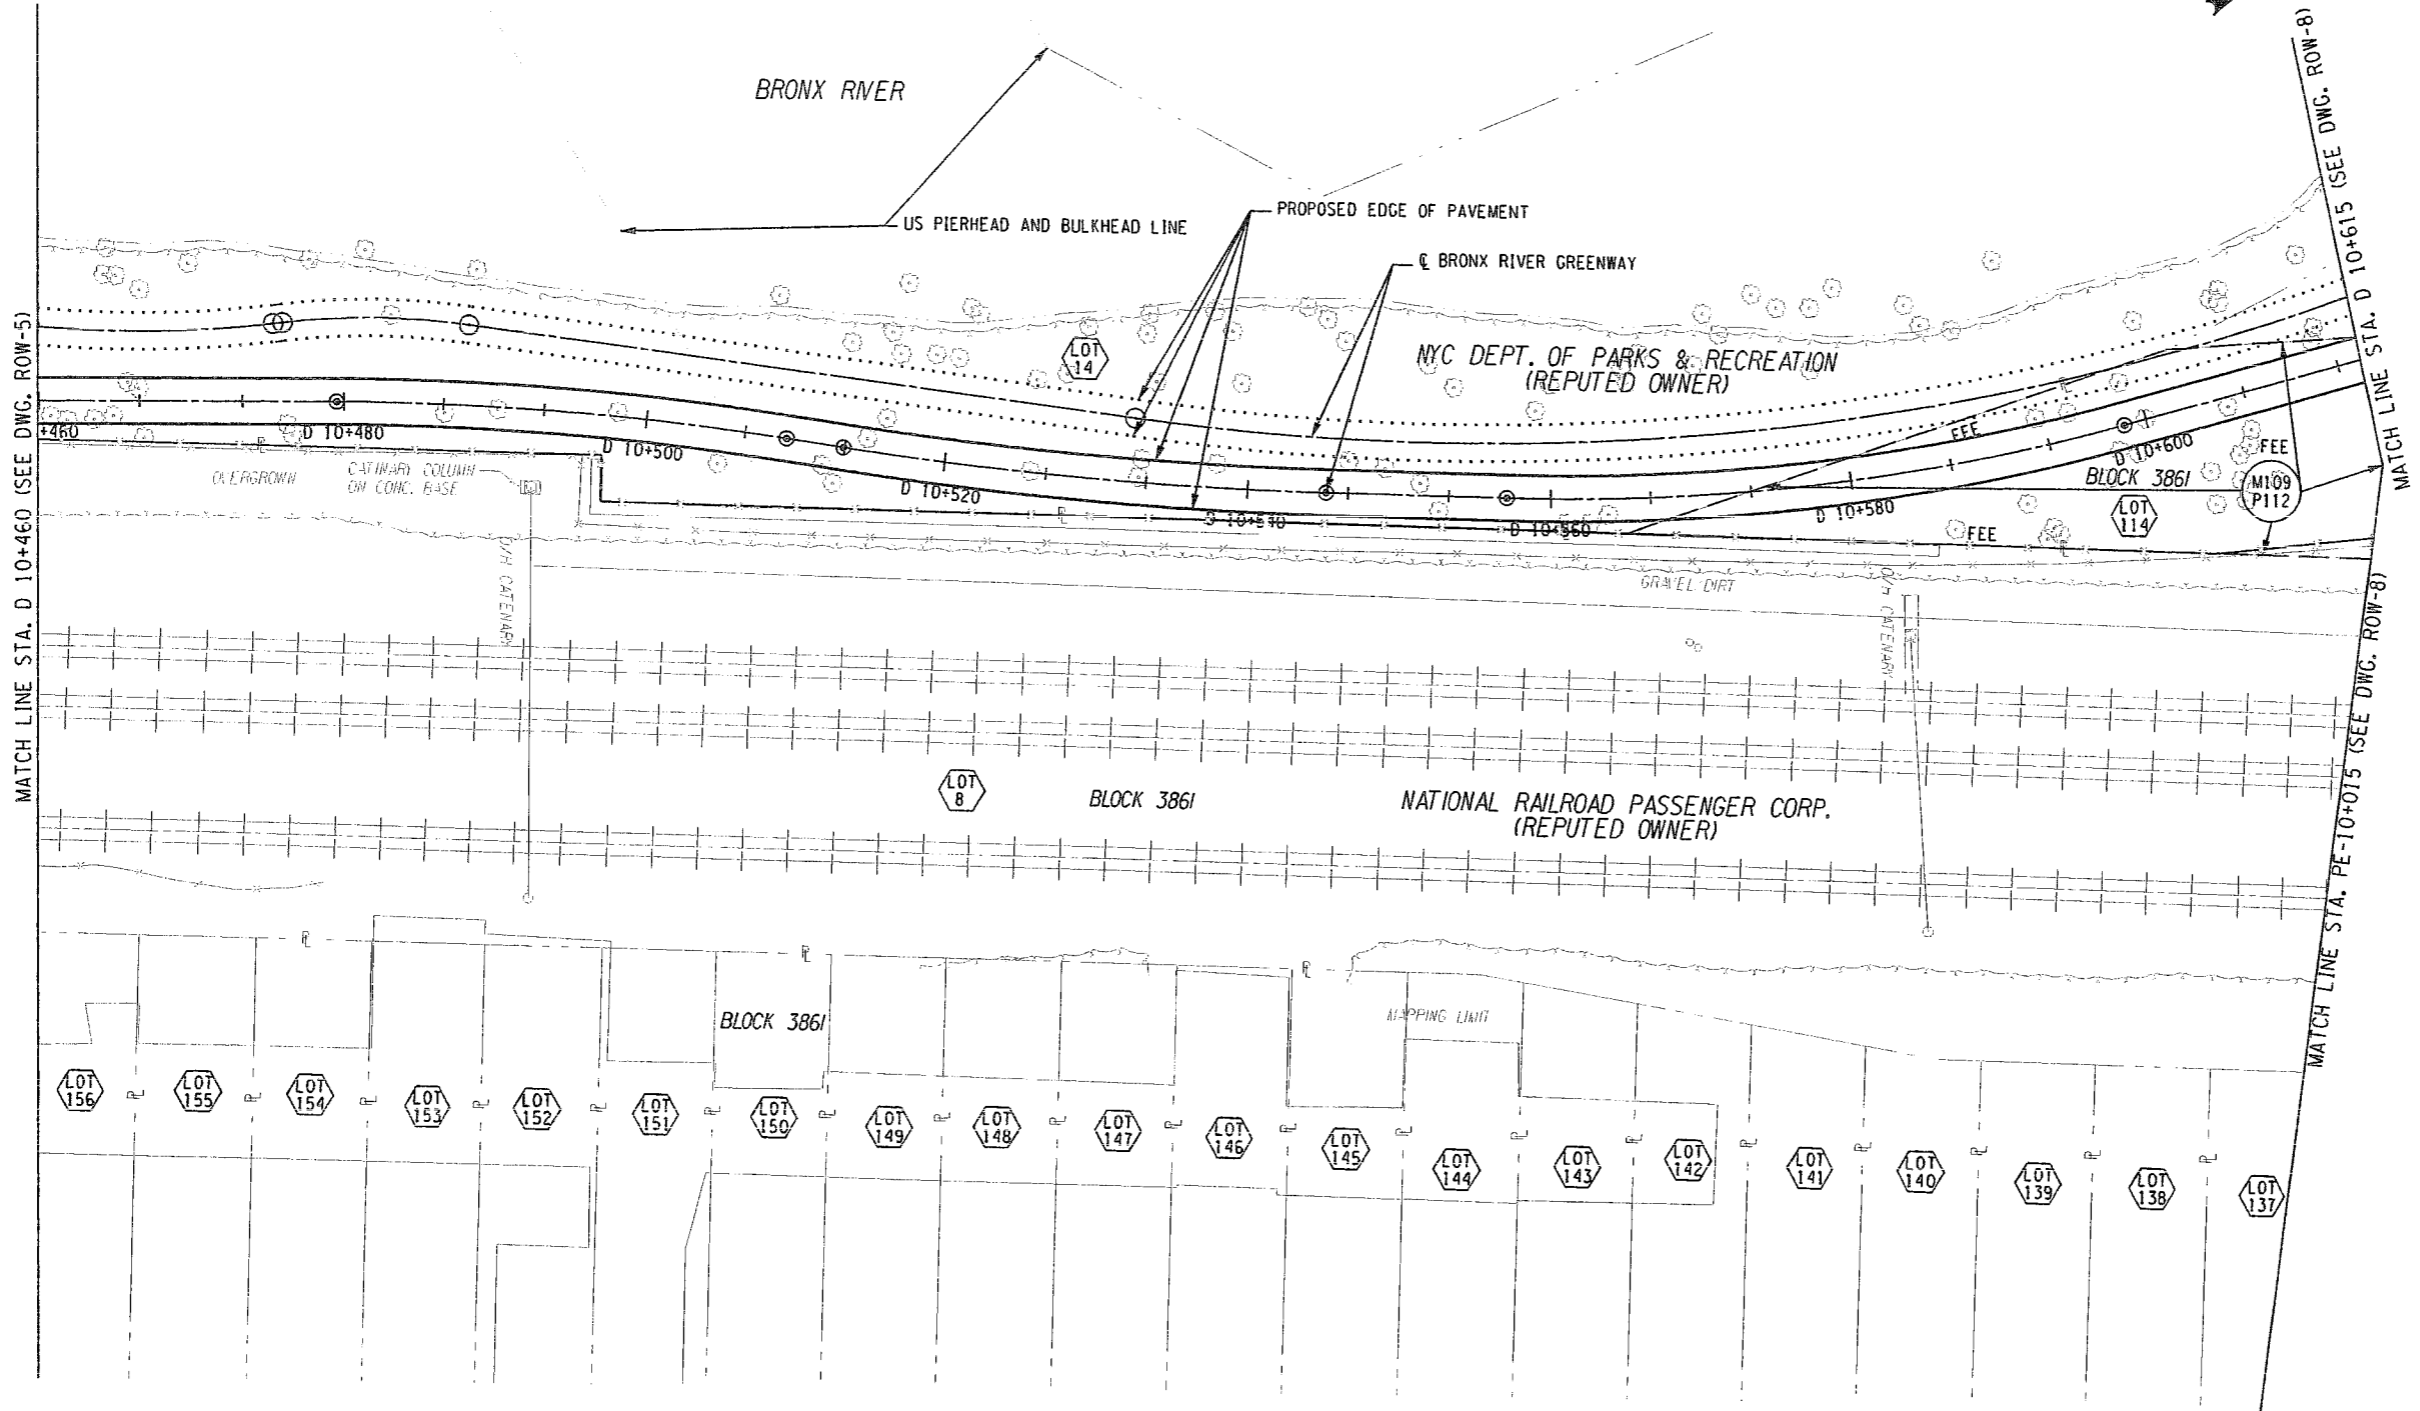 BRONX RIVER
US PIERHEAD AND BULKHEAD LINE
PROPOSED EDGE OF PAVEMENT
℄ BRONX RIVER GREENWAY
MATCH LINE STA. D 10+460 (SEE DWG. ROW-5)
MATCH LINE STA. D 10+615 (SEE DWG. ROW-8)
LOT
14
NYC DEPT. OF PARKS & RECREATION
(REPUTED OWNER)
+460
D 10+480
D 10+500
D 10+520
D 10+540
D 10+560
D 10+580
D 10+600
FEE
FEE
FEE
BLOCK 3861
LOT
114
M109
P112
OVERGROWN
CATINARY COLUMN
ON CONC. BASE
O/H CATENARY
GRAVEL DIRT
O/H CATENARY
LOT
8
BLOCK 3861
NATIONAL RAILROAD PASSENGER CORP.
(REPUTED OWNER)
MATCH LINE STA. PE-10+015 (SEE DWG. ROW-8)
BLOCK 3861
MAPPING LIMIT
LOT
156
LOT
155
LOT
154
LOT
153
LOT
152
LOT
151
LOT
150
LOT
149
LOT
148
LOT
147
LOT
146
LOT
145
LOT
144
LOT
143
LOT
142
LOT
141
LOT
140
LOT
139
LOT
138
LOT
137